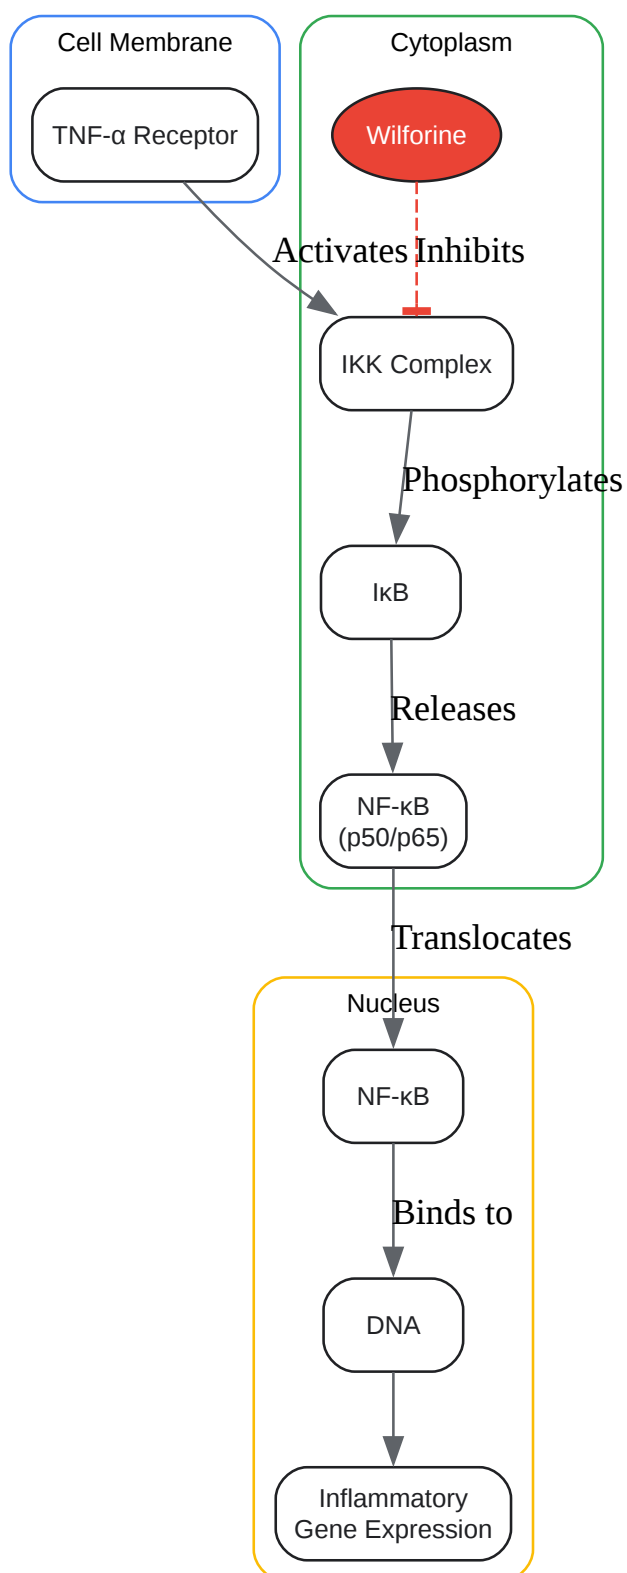 Cell Membrane
Cytoplasm
TNF-α Receptor
Wilforine
Activates
Inhibits
IKK Complex
Phosphorylates
IκB
Releases
NF-κB
(p50/p65)
Translocates
Nucleus
NF-κB
Binds to
DNA
Inflammatory
Gene Expression